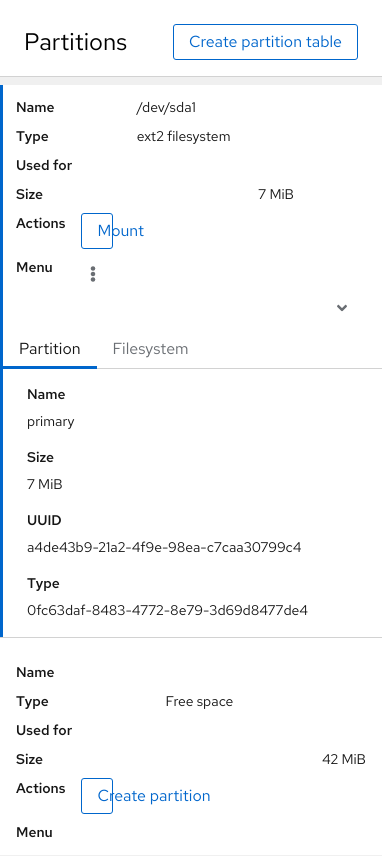 Partitions
Create partition table
Name /dev/sda1
Type ext2 filesystem
Used for
Size 7 MiB
Actions Mount
Menu
Partition Filesystem
Name
primary
Size
7 MiB
UUID
a4de43b9-21a2-4f9e-98ea-c7caa30799c4
Type
0fc63daf-8483-4772-8e79-3d69d8477de4
Name
Type Free space
Used for
Size 42 MiB
Actions Create partition
Menu